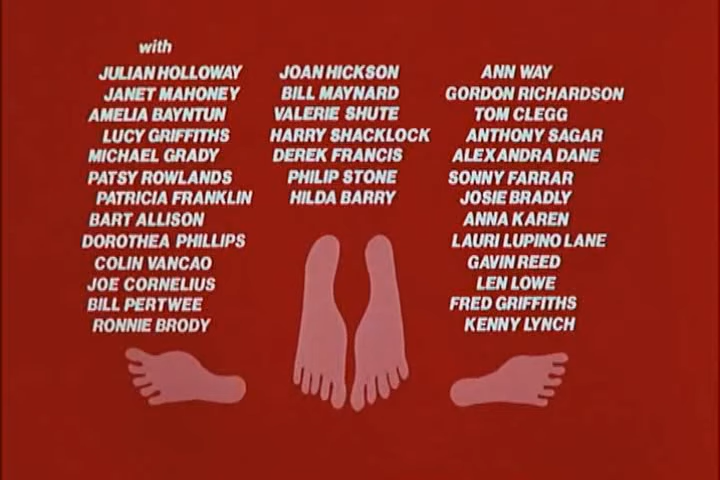 with
JULIAN HOLLOWAY
JANET MAHONEY
AMELIA BAYNTUN
LUCY GRIFFITHS
MICHAEL GRADY
PATSY ROWLANDS
PATRICIA FRANKLIN
BART ALLISON
DOROTHEA PHILLIPS
COLIN VANCAO
JOE CORNELIUS
BILL PERTWEE
RONNIE BRODY
JOAN HICKSON
BILL MAYNARD
VALERIE SHUTE
HARRY SHACKLOCK
DEREK FRANCIS
PHILIP STONE
HILDA BARRY
ANN WAY
GORDON RICHARDSON
TOM CLEGG
ANTHONY SAGAR
ALEXANDRA DANE
SONNY FARRAR
JOSIE BRADLY
ANNA KAREN
LAURI LUPINO LANE
GAVIN REED
LEN LOWE
FRED GRIFFITHS
KENNY LYNCH